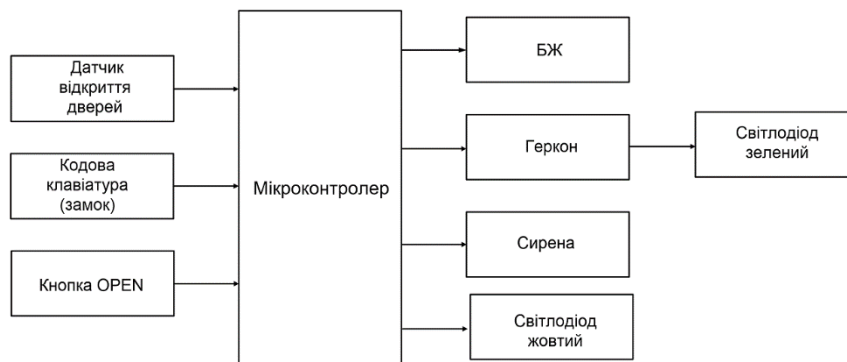 Датчик
відкриття
дверей
Кодова
клавіатура
(замок)
Кнопка OPEN
Мікроконтролер
БЖ
Геркон
Сирена
Світлодіод
жовтий
Світлодіод
зелений